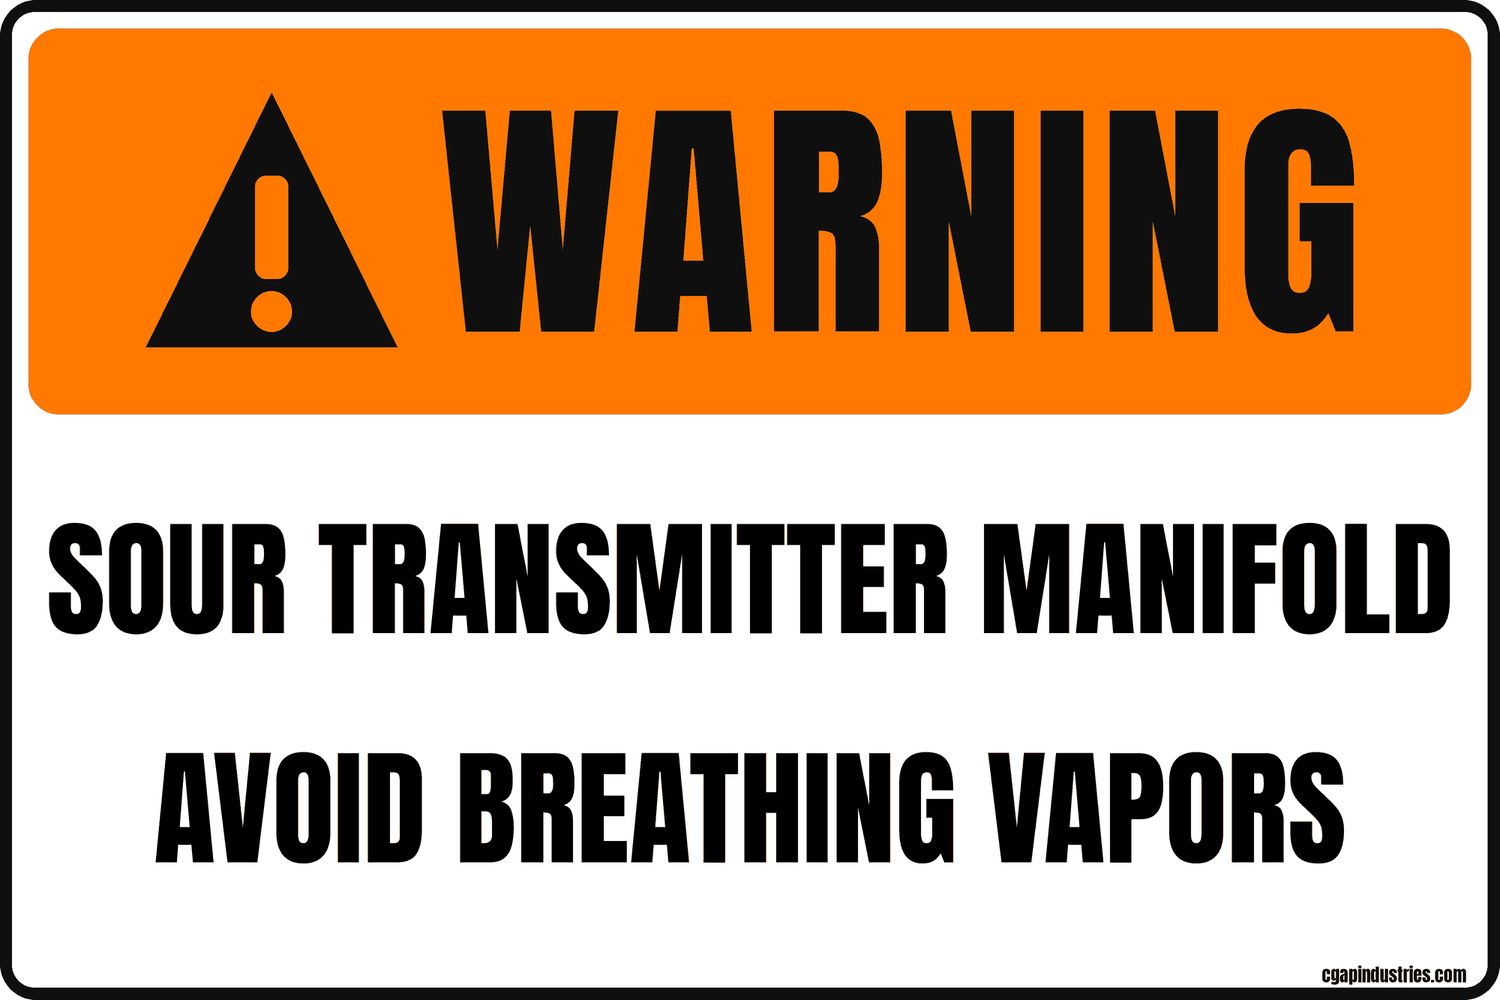 WARNING
SOUR TRANSMITTER MANIFOLD
AVOID BREATHING VAPORS
cgapindustries.com